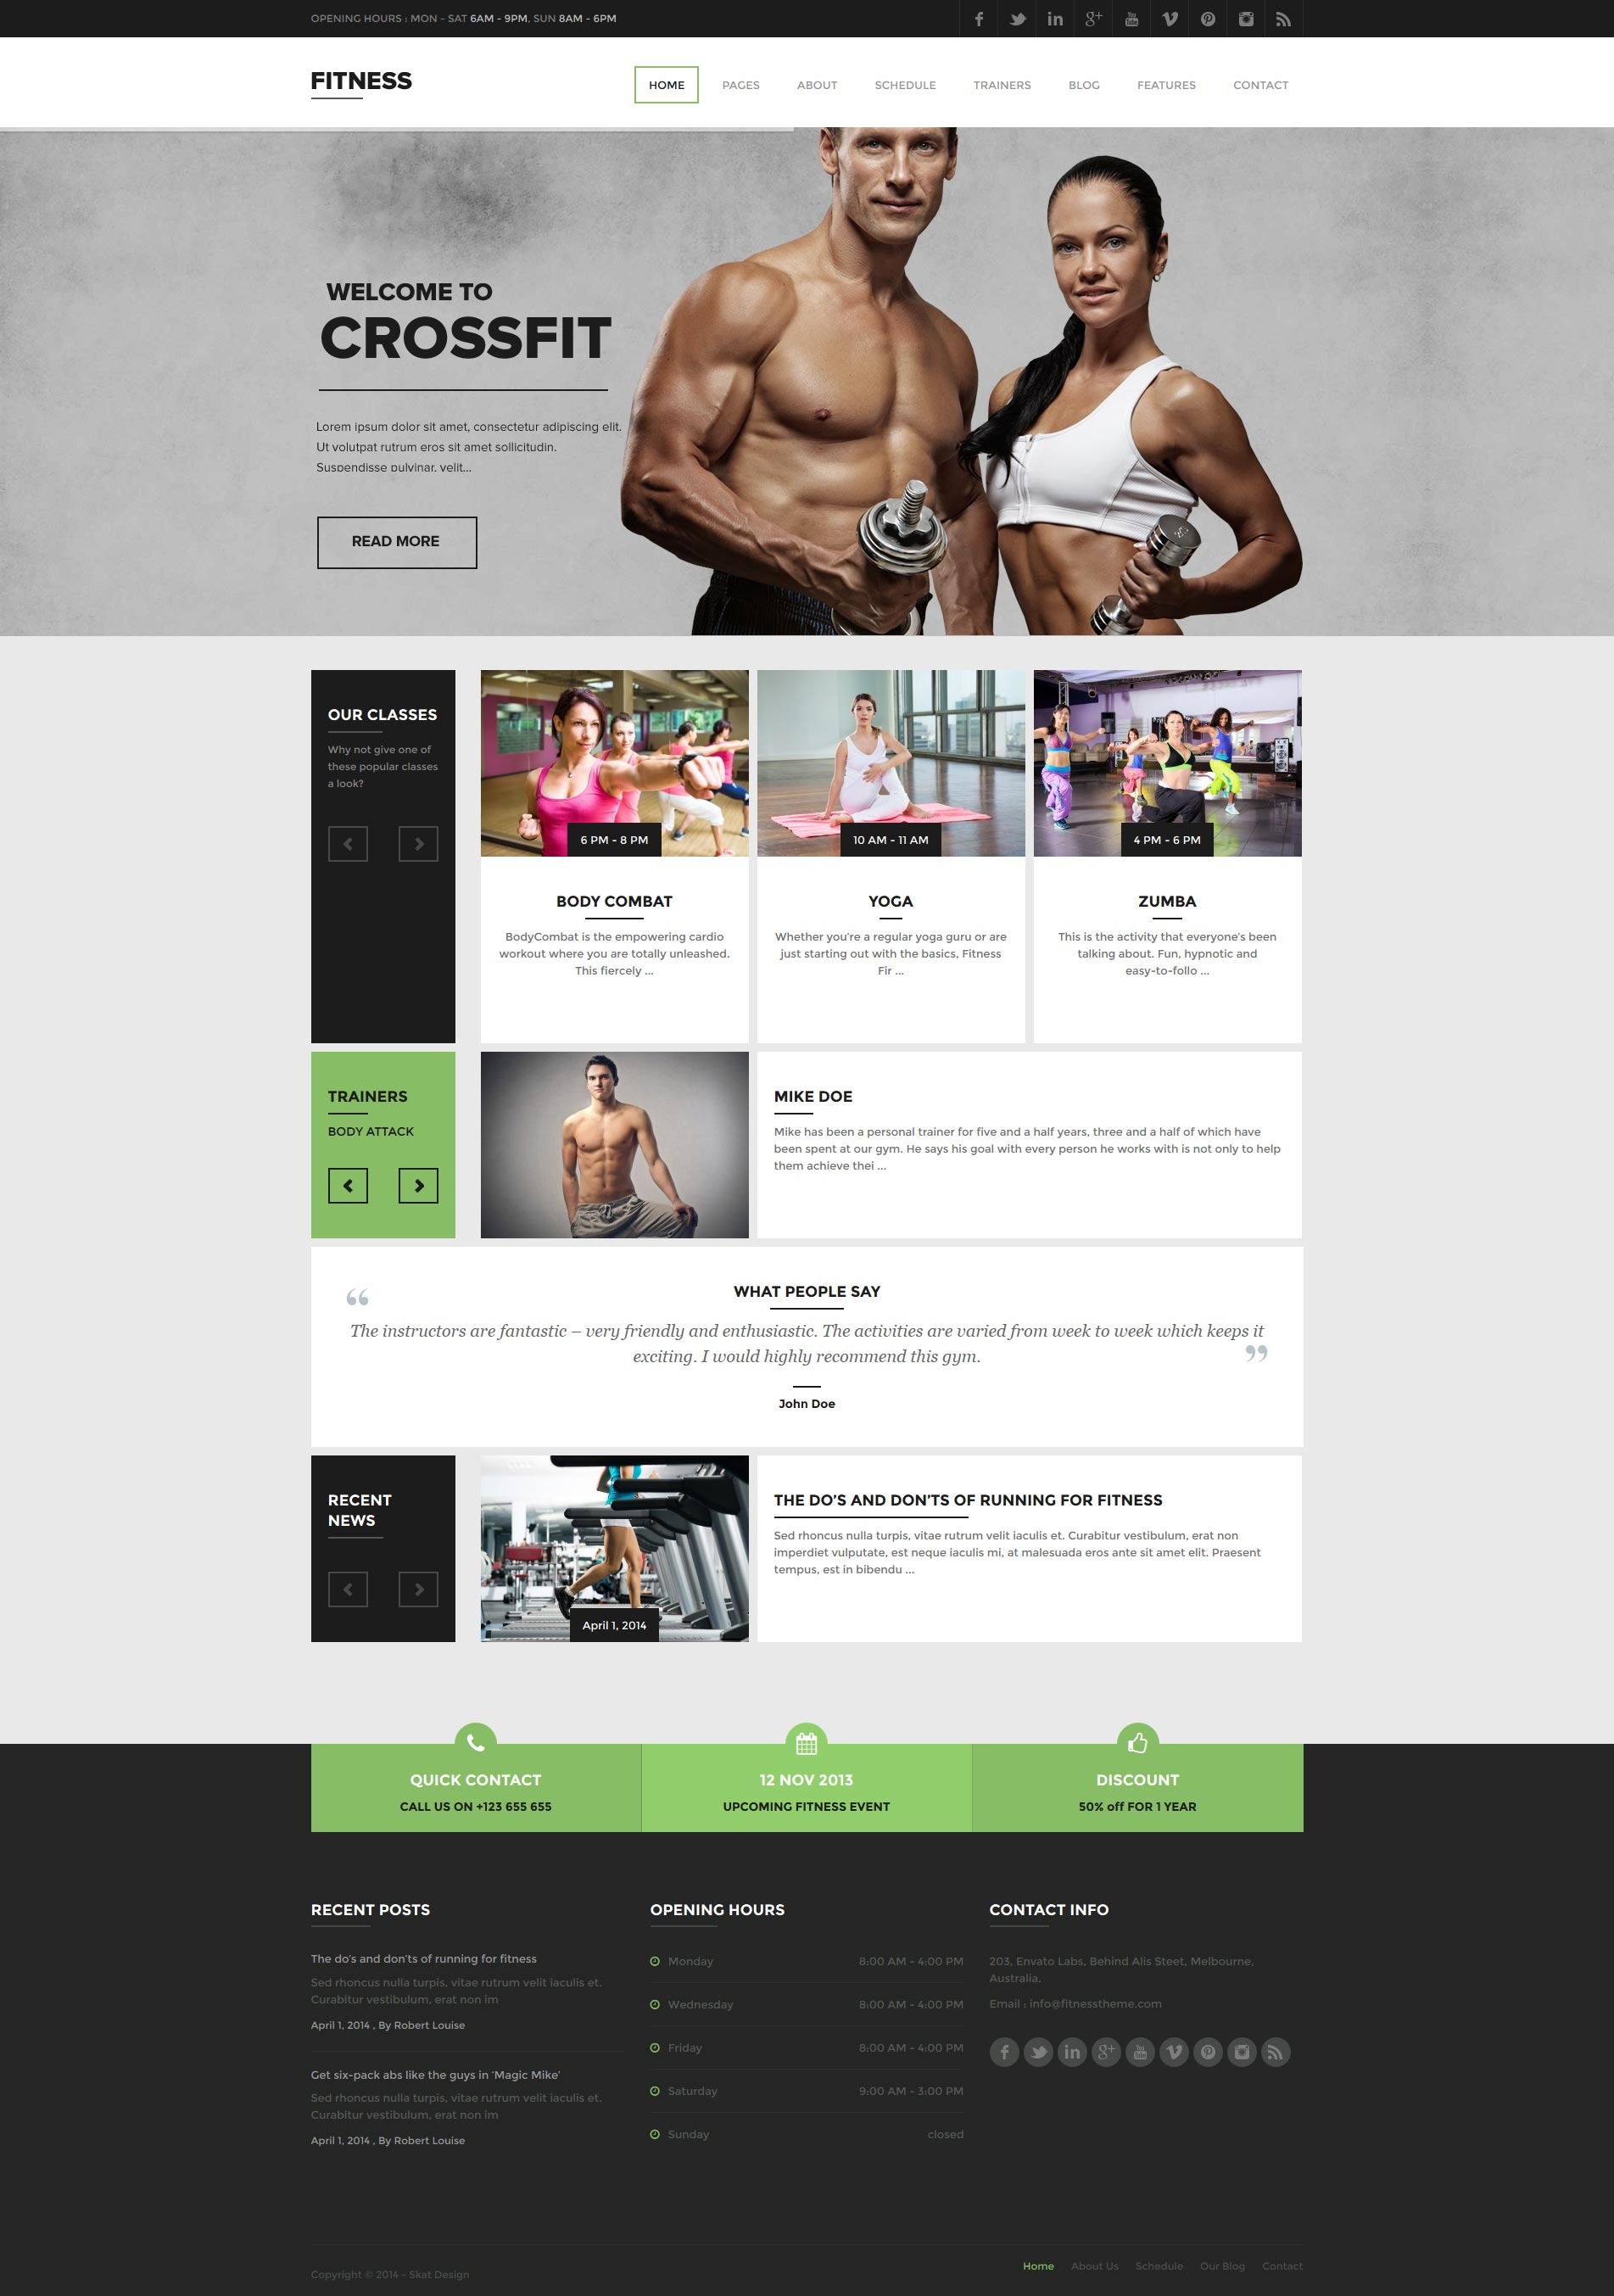 OPENING HOURS : MON - SAT 6AM - 9PM, SUN 8AM - 6PM
FITNESS
HOME PAGES ABOUT SCHEDULE TRAINERS BLOG FEATURES CONTACT
WELCOME TO
CROSSFIT
Lorem ipsum dolor sit amet, consectetur adipiscing elit.
Ut volutpat rutrum eros sit amet sollicitudin.
Suspendisse pulvinar, velit...
READ MORE
OUR CLASSES
Why not give one of
these popular classes
a look?
6 PM - 8 PM
BODY COMBAT
BodyCombat is the empowering cardio
workout where you are totally unleashed.
This fiercely ...
10 AM - 11 AM
YOGA
Whether you're a regular yoga guru or are
just starting out with the basics, Fitness
Fir ...
4 PM - 6 PM
ZUMBA
This is the activity that everyone's been
talking about. Fun, hypnotic and
easy-to-follo ...
TRAINERS
BODY ATTACK
MIKE DOE
Mike has been a personal trainer for five and a half years, three and a half of which have
been spent at our gym. He says his goal with every person he works with is not only to help
them achieve thei ...
WHAT PEOPLE SAY
“ The instructors are fantastic – very friendly and enthusiastic. The activities are varied from week to week which keeps it
exciting. I would highly recommend this gym. ”
John Doe
RECENT
NEWS
April 1, 2014
THE DO'S AND DON'TS OF RUNNING FOR FITNESS
Sed rhoncus nulla turpis, vitae rutrum velit iaculis et. Curabitur vestibulum, erat non
imperdiet vulputate, est neque iaculis mi, at malesuada eros ante sit amet elit. Praesent
tempus, est in bibendu ...
QUICK CONTACT
CALL US ON +123 655 655
12 NOV 2013
UPCOMING FITNESS EVENT
DISCOUNT
50% off FOR 1 YEAR
RECENT POSTS
The do's and don'ts of running for fitness
Sed rhoncus nulla turpis, vitae rutrum velit iaculis et.
Curabitur vestibulum, erat non im
April 1, 2014 , By Robert Louise
Get six-pack abs like the guys in 'Magic Mike'
Sed rhoncus nulla turpis, vitae rutrum velit iaculis et.
Curabitur vestibulum, erat non im
April 1, 2014 , By Robert Louise
OPENING HOURS
Monday 8:00 AM - 4:00 PM
Wednesday 8:00 AM - 4:00 PM
Friday 8:00 AM - 4:00 PM
Saturday 9:00 AM - 3:00 PM
Sunday closed
CONTACT INFO
203, Envato Labs, Behind Alis Steet, Melbourne,
Australia.
Email : info@fitnesstheme.com
Copyright © 2014 - Skat Design
Home About Us Schedule Our Blog Contact